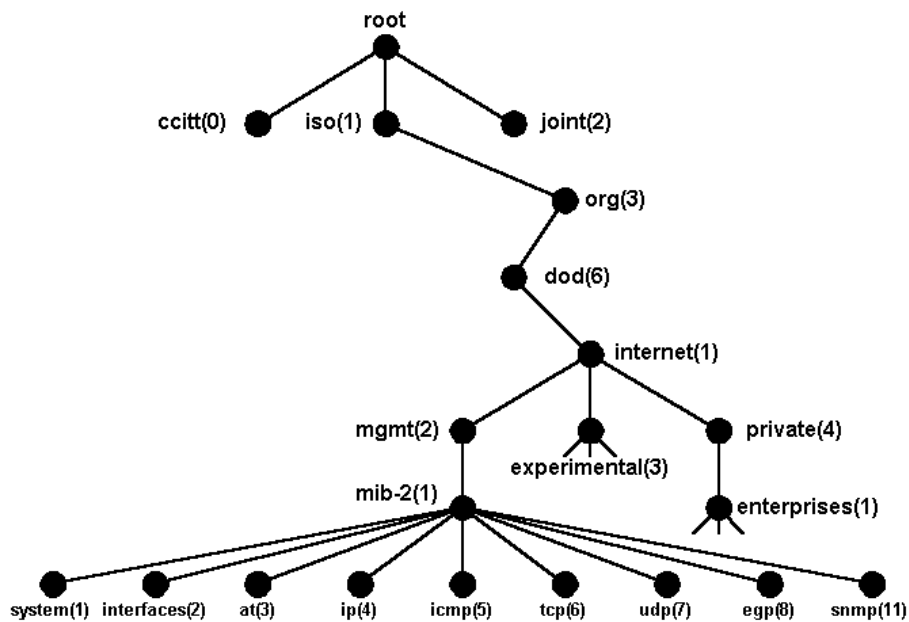 root
ccitt(0) iso(1) joint(2)
org(3)
dod(6)
internet(1)
mgmt(2) private(4)
experimental(3)
mib-2(1) enterprises(1)
system(1) interfaces(2) at(3) ip(4) icmp(5) tcp(6) udp(7) egp(8) snmp(11)